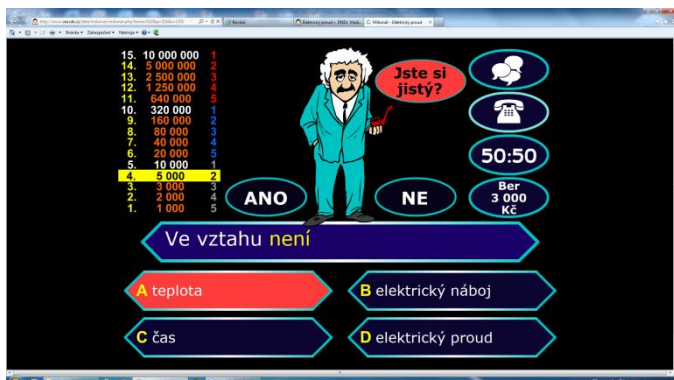 Novinka
15. 10 000 000 1
14. 5 000 000 2
13. 2 500 000 3
12. 1 250 000 4
11. 640 000 5
10. 320 000 1
9. 160 000 2
8. 80 000 3
7. 40 000 4
6. 20 000 5
5. 10 000 1
4. 5 000 2
3. 3 000 3
2. 2 000 4
1. 1 000 5
Jste si
jistý?
50:50
Ber
3 000
Kč
ANO
NE
Ve vztahu není
A teplota
B elektrický náboj
C čas
D elektrický proud